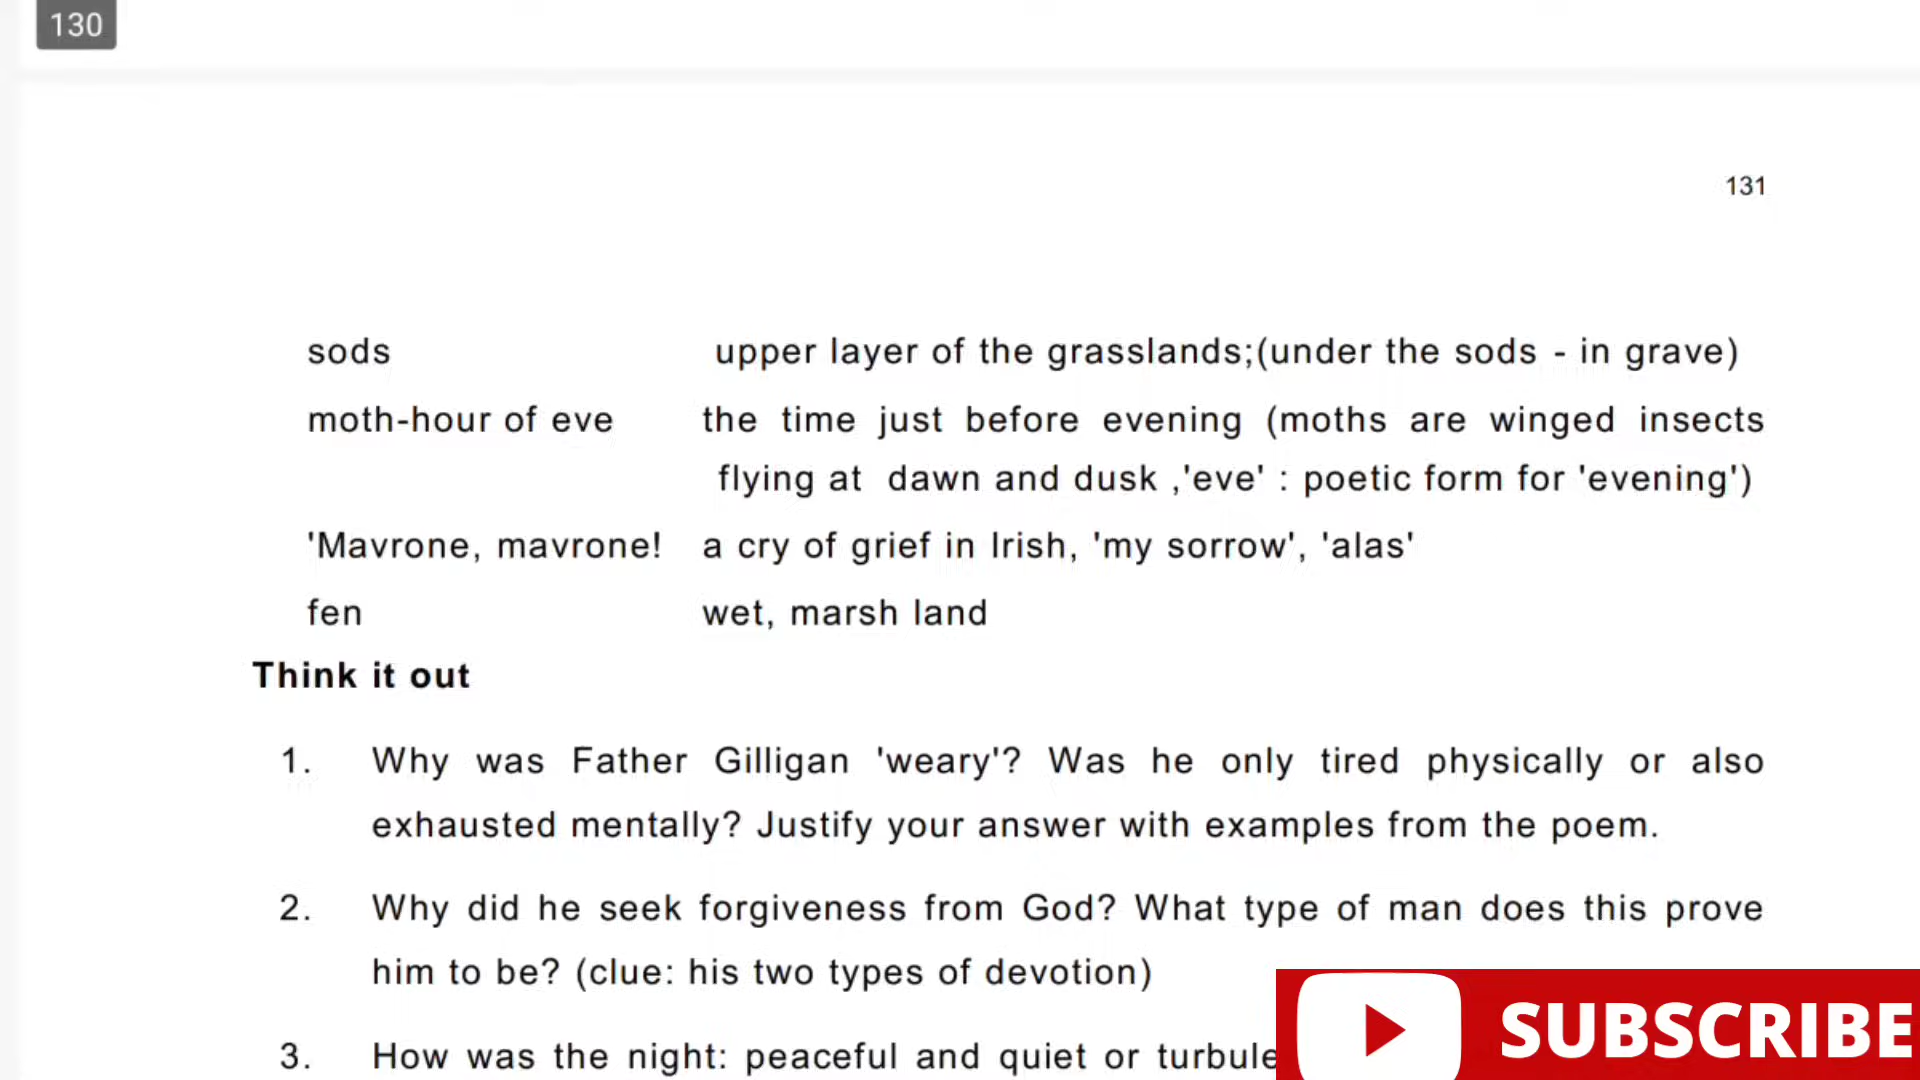 130
131
sods upper layer of the grasslands;(under the sods - in grave)
moth-hour of eve the time just before evening (moths are winged insects
flying at dawn and dusk ,'eve' : poetic form for 'evening')
'Mavrone, mavrone! a cry of grief in Irish, 'my sorrow', 'alas'
fen wet, marsh land
Think it out
1. Why was Father Gilligan 'weary'? Was he only tired physically or also
exhausted mentally? Justify your answer with examples from the poem.
2. Why did he seek forgiveness from God? What type of man does this prove
him to be? (clue: his two types of devotion)
3. How was the night: peaceful and quiet or
SUBSCRIBE